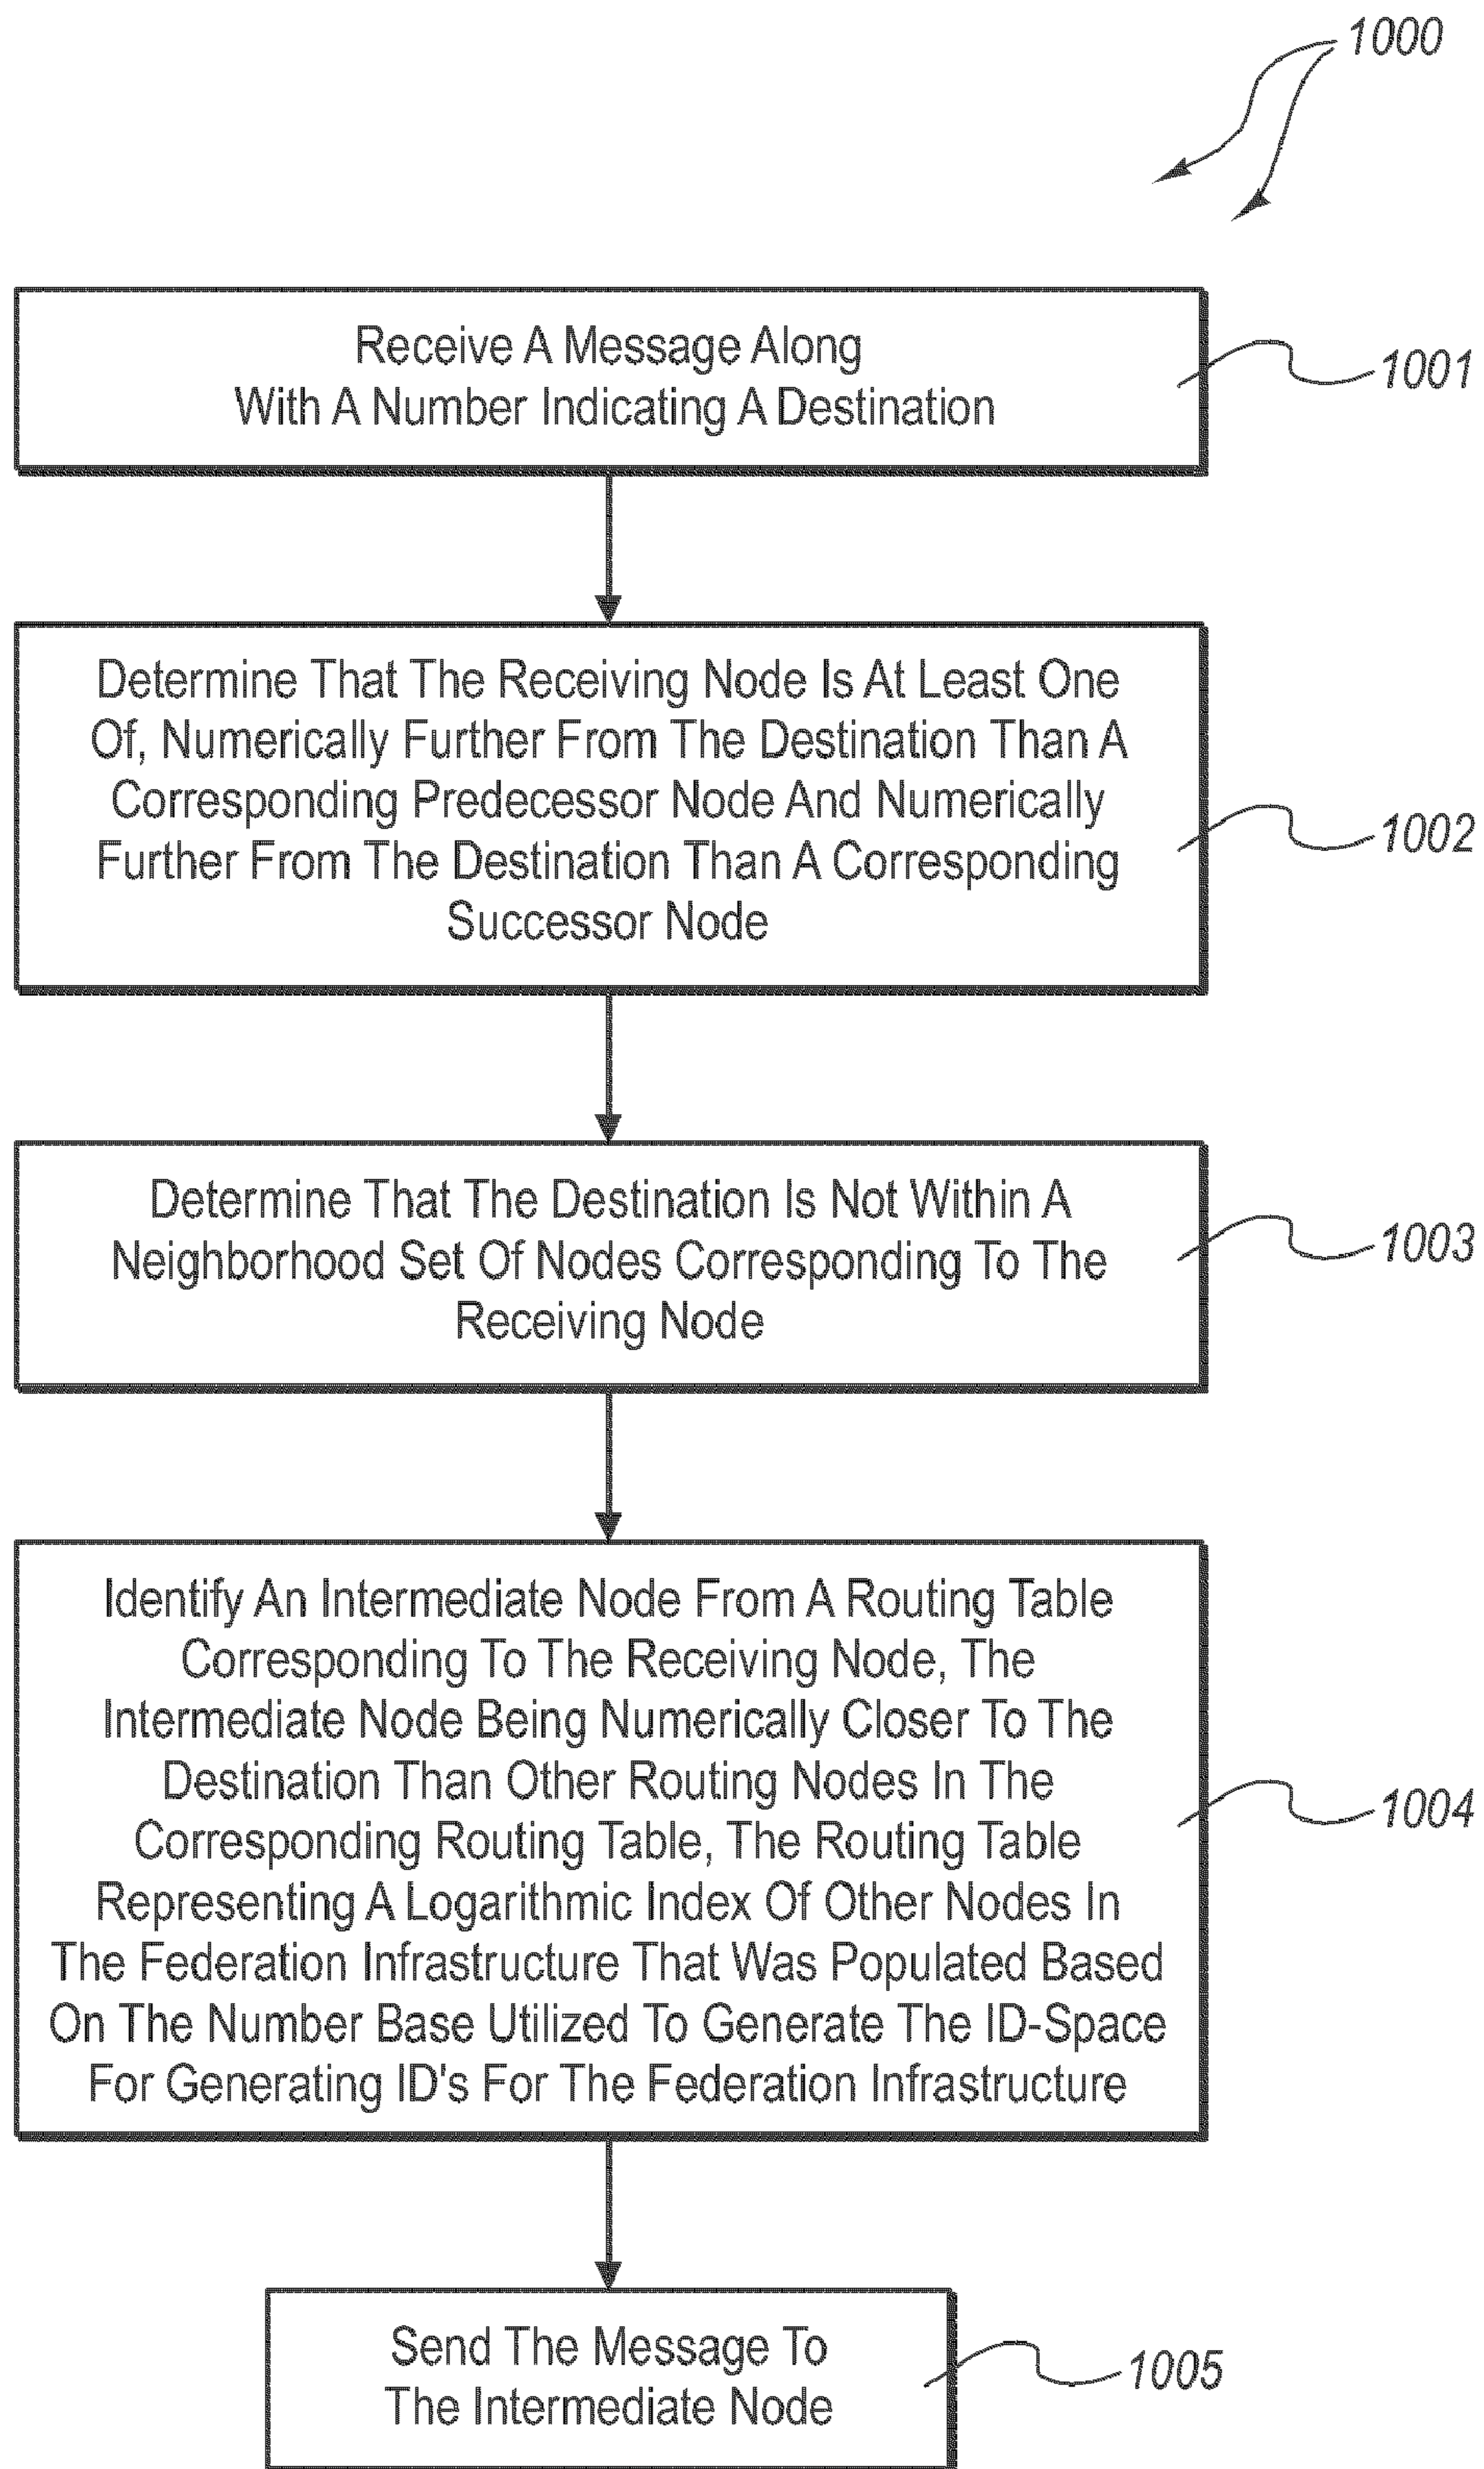 1000
Receive A Message Along
With A Number Indicating A Destination
1001
Determine That The Receiving Node Is At Least One
Of, Numerically Further From The Destination Than A
Corresponding Predecessor Node And Numerically
Further From The Destination Than A Corresponding
Successor Node
1002
Determine That The Destination Is Not Within A
Neighborhood Set Of Nodes Corresponding To The
Receiving Node
1003
Identify An Intermediate Node From A Routing Table
Corresponding To The Receiving Node, The
Intermediate Node Being Numerically Closer To The
Destination Than Other Routing Nodes In The
Corresponding Routing Table, The Routing Table
Representing A Logarithmic Index Of Other Nodes In
The Federation Infrastructure That Was Populated Based
On The Number Base Utilized To Generate The ID-Space
For Generating ID's For The Federation Infrastructure
1004
Send The Message To
The Intermediate Node
1005